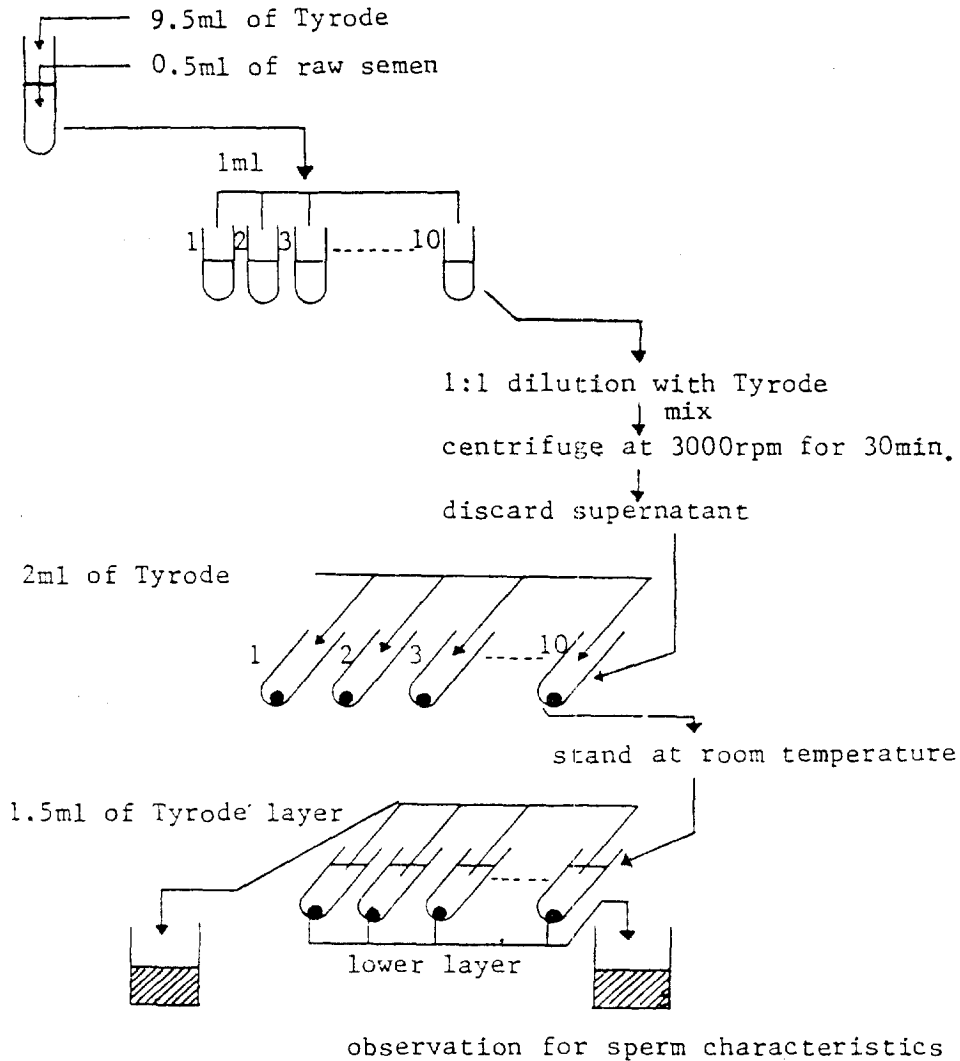 9.5ml of Tyrode
0.5ml of raw semen
1ml
1 2 3 10
1:1 dilution with Tyrode
mix
centrifuge at 3000rpm for 30min.
discard supernatant
2ml of Tyrode
1 2 3 10
stand at room temperature
1.5ml of Tyrode layer
lower layer
observation for sperm characteristics